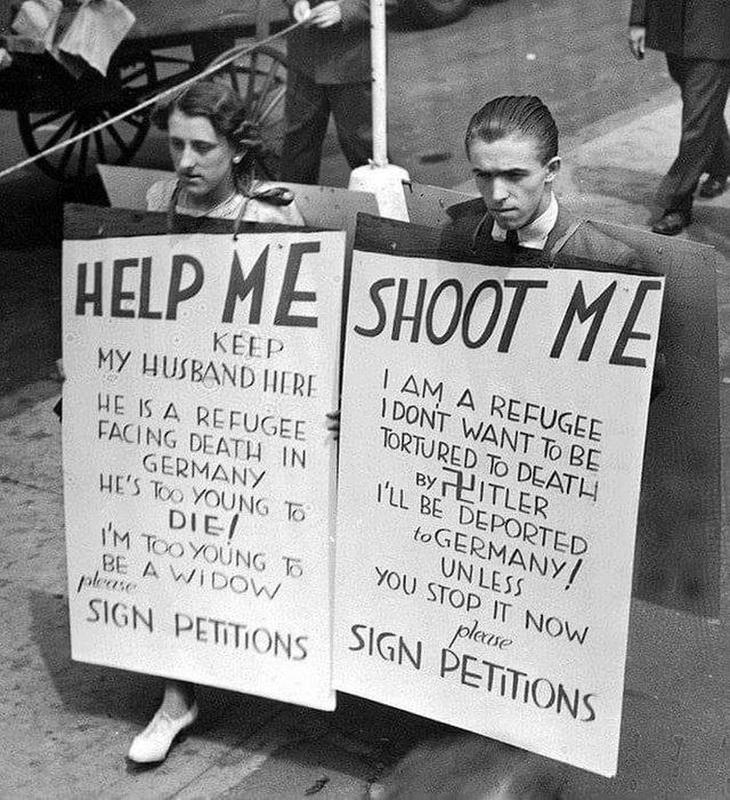 HELP ME
KEEP
MY HUSBAND HERE
HE IS A REFUGEE
FACING DEATH IN
GERMANY
HE'S TOO YOUNG TO
DIE!
I'M TOO YOUNG TO
BE A WIDOW
please
SIGN PETITIONS
SHOOT ME
I AM A REFUGEE
I DONT WANT TO BE
TORTURED TO DEATH
BY 卐ITLER
I'LL BE DEPORTED
to GERMANY!
UNLESS
YOU STOP IT NOW
please
SIGN PETITIONS